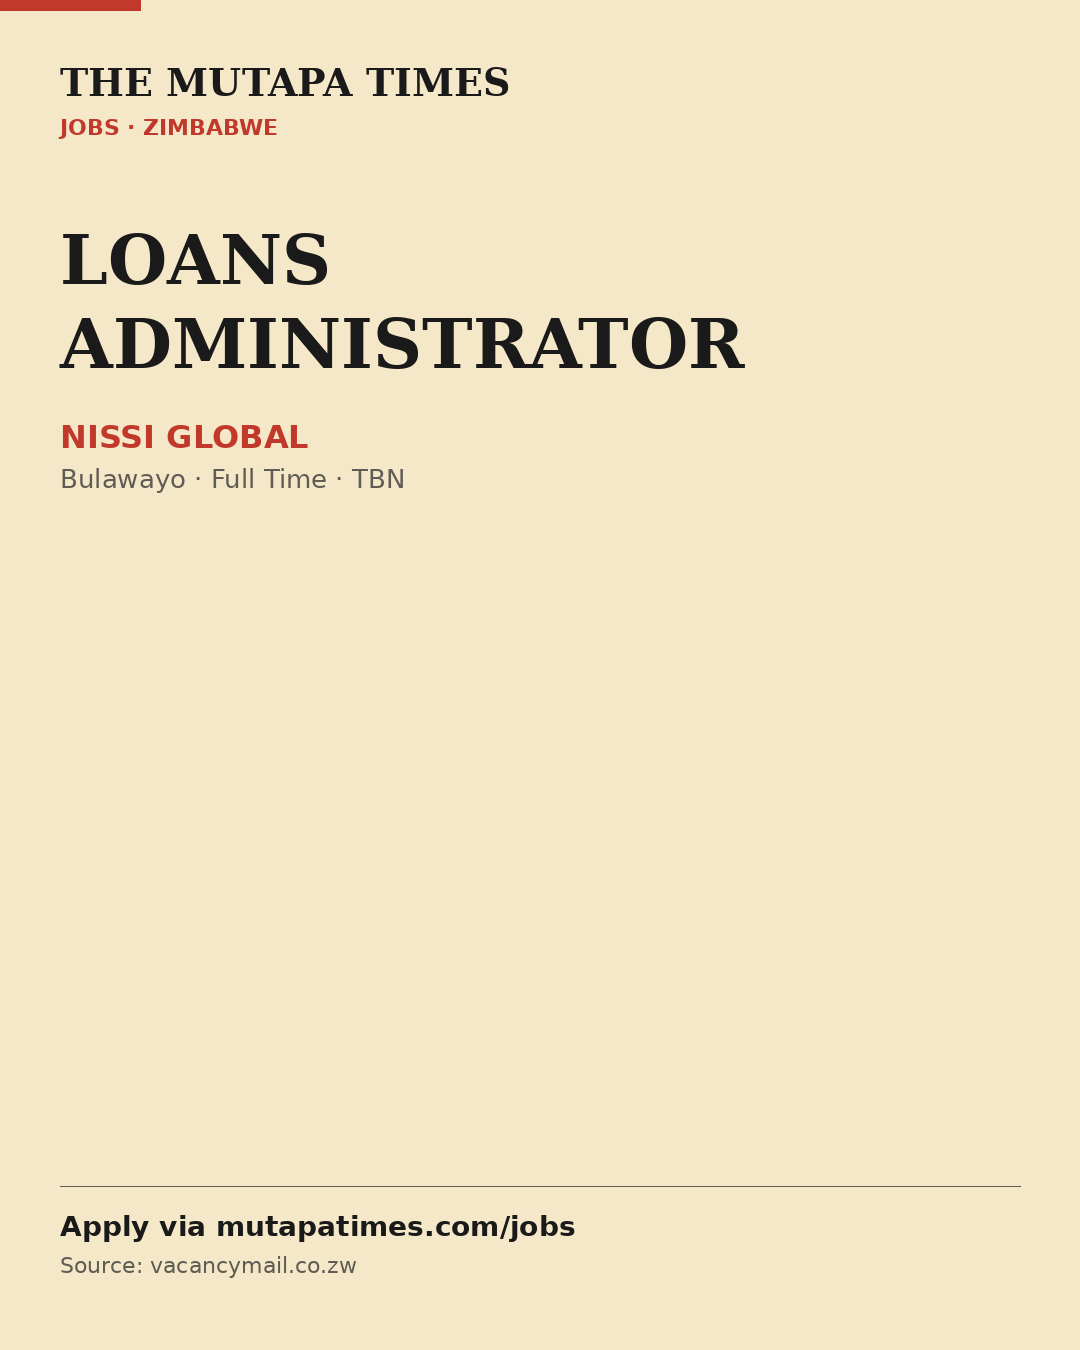 THE MUTAPA TIMES
JOBS · ZIMBABWE
LOANS
ADMINISTRATOR
NISSI GLOBAL
Bulawayo · Full Time · TBN
Apply via mutapatimes.com/jobs
Source: vacancymail.co.zw